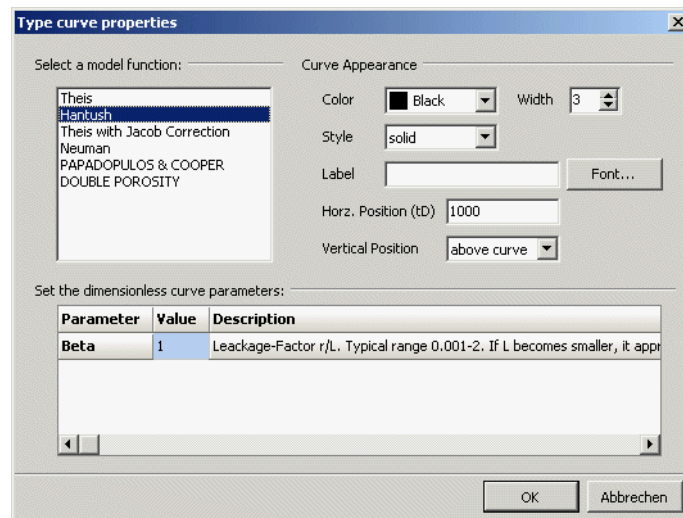 Type curve properties
Select a model function:
Theis
Hantush
Theis with Jacob Correction
Neuman
PAPADOPULOS & COOPER
DOUBLE POROSITY
Curve Appearance
Color Black Width 3
Style solid
Label Font...
Horz. Position (tD) 1000
Vertical Position above curve
Set the dimensionless curve parameters:
Parameter Value Description
Beta 1 Leackage-Factor r/L. Typical range 0.001-2. If L becomes smaller, it appr
OK Abbrechen